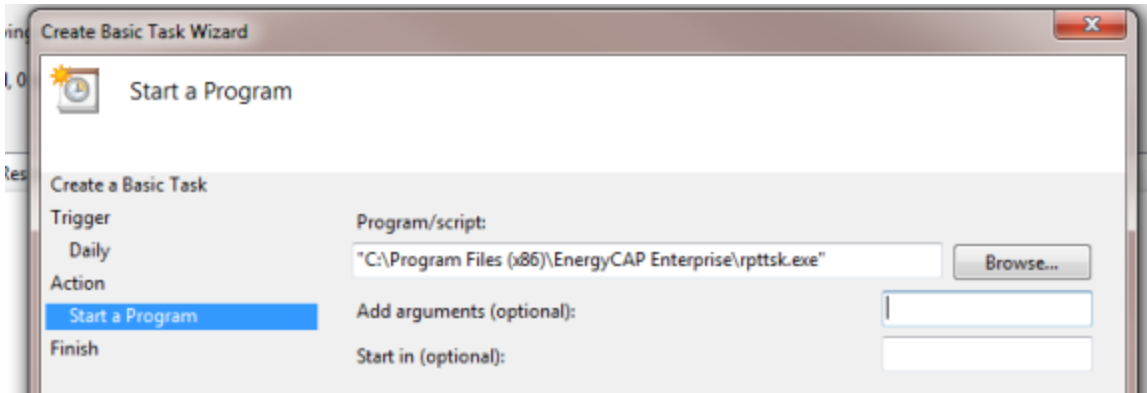 Create Basic Task Wizard
Start a Program
Create a Basic Task
Trigger
Daily
Action
Start a Program
Finish
Program/script:
"C:\Program Files (x86)\EnergyCAP Enterprise\rpttsk.exe"
Browse...
Add arguments (optional):
Start in (optional):